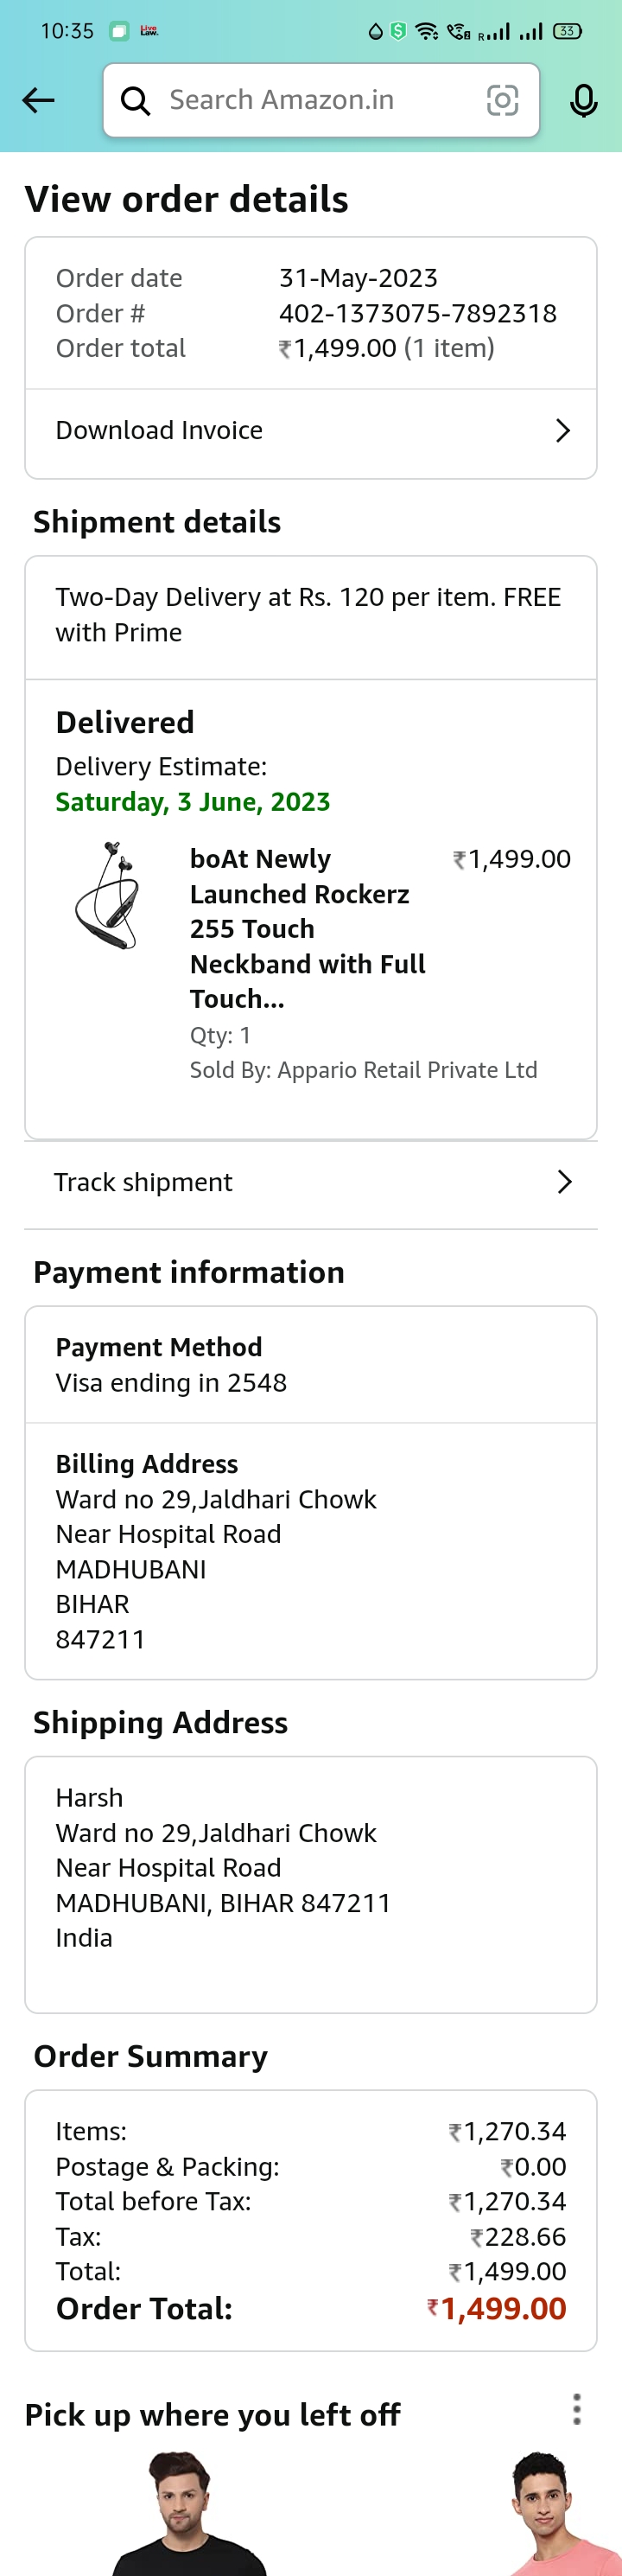 10:35
Live
Law.
R
33
Search Amazon.in
View order details
Order date 31-May-2023
Order # 402-1373075-7892318
Order total ₹1,499.00 (1 item)
Download Invoice
Shipment details
Two-Day Delivery at Rs. 120 per item. FREE
with Prime
Delivered
Delivery Estimate:
Saturday, 3 June, 2023
boAt Newly ₹1,499.00
Launched Rockerz
255 Touch
Neckband with Full
Touch...
Qty: 1
Sold By: Appario Retail Private Ltd
Track shipment
Payment information
Payment Method
Visa ending in 2548
Billing Address
Ward no 29,Jaldhari Chowk
Near Hospital Road
MADHUBANI
BIHAR
847211
Shipping Address
Harsh
Ward no 29,Jaldhari Chowk
Near Hospital Road
MADHUBANI, BIHAR 847211
India
Order Summary
Items: ₹1,270.34
Postage & Packing: ₹0.00
Total before Tax: ₹1,270.34
Tax: ₹228.66
Total: ₹1,499.00
Order Total: ₹1,499.00
Pick up where you left off